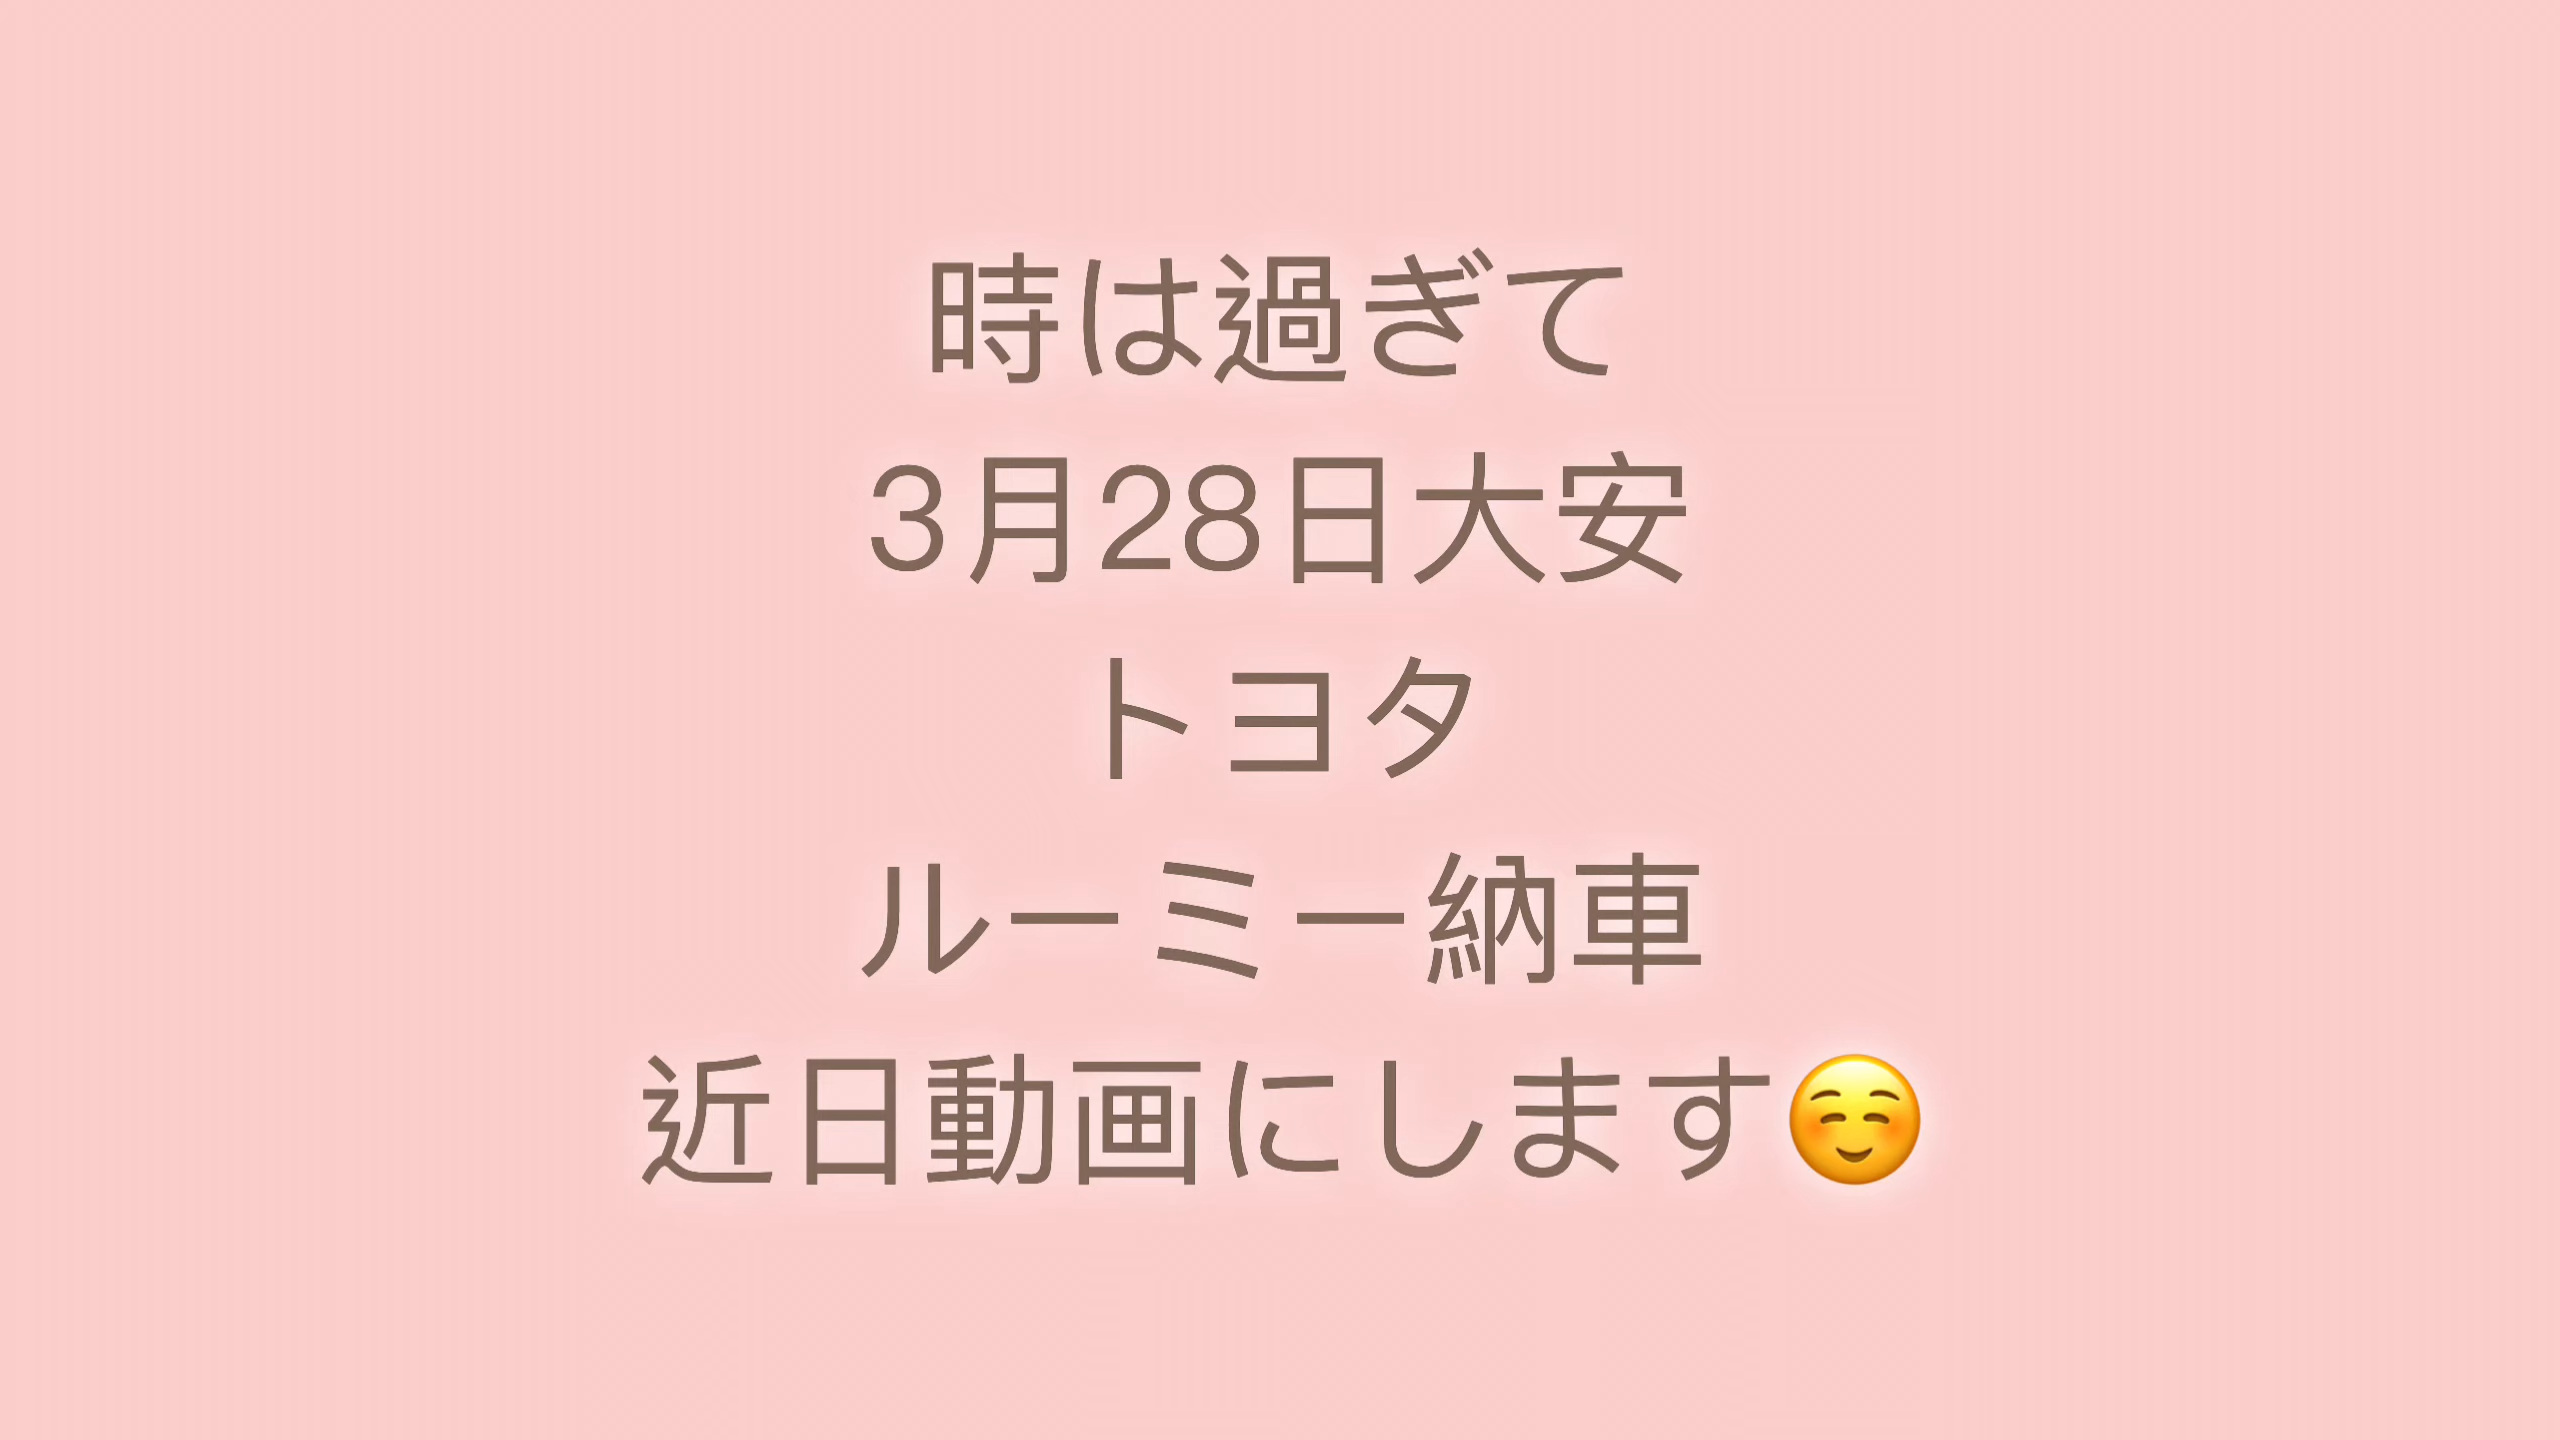 時は過ぎて
3月28日大安
トヨタ
ルーミー納車
近日動画にします☺️